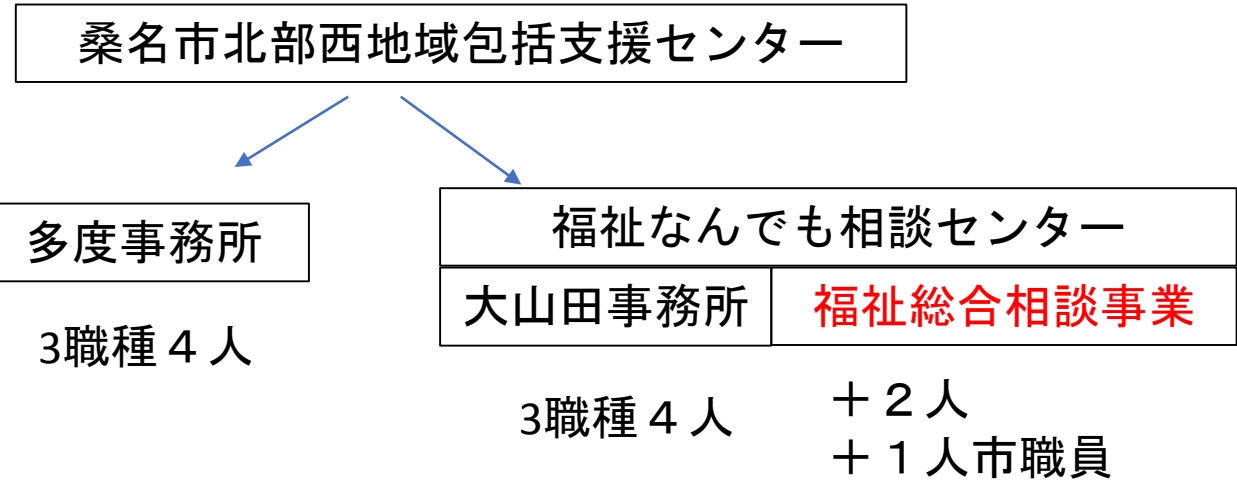 桑名市北部西地域包括支援センター
多度事務所
3職種４人
福祉なんでも相談センター
大山田事務所
福祉総合相談事業
3職種４人
＋２人
＋１人市職員